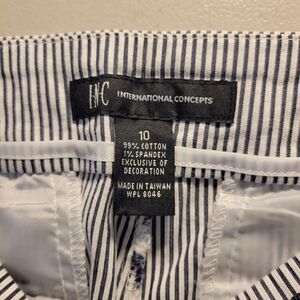 INC INTERNATIONAL CONCEPTS
10
99% COTTON
1% SPANDEX
EXCLUSIVE OF
DECORATION
MADE IN TAIWAN
WPL 8046